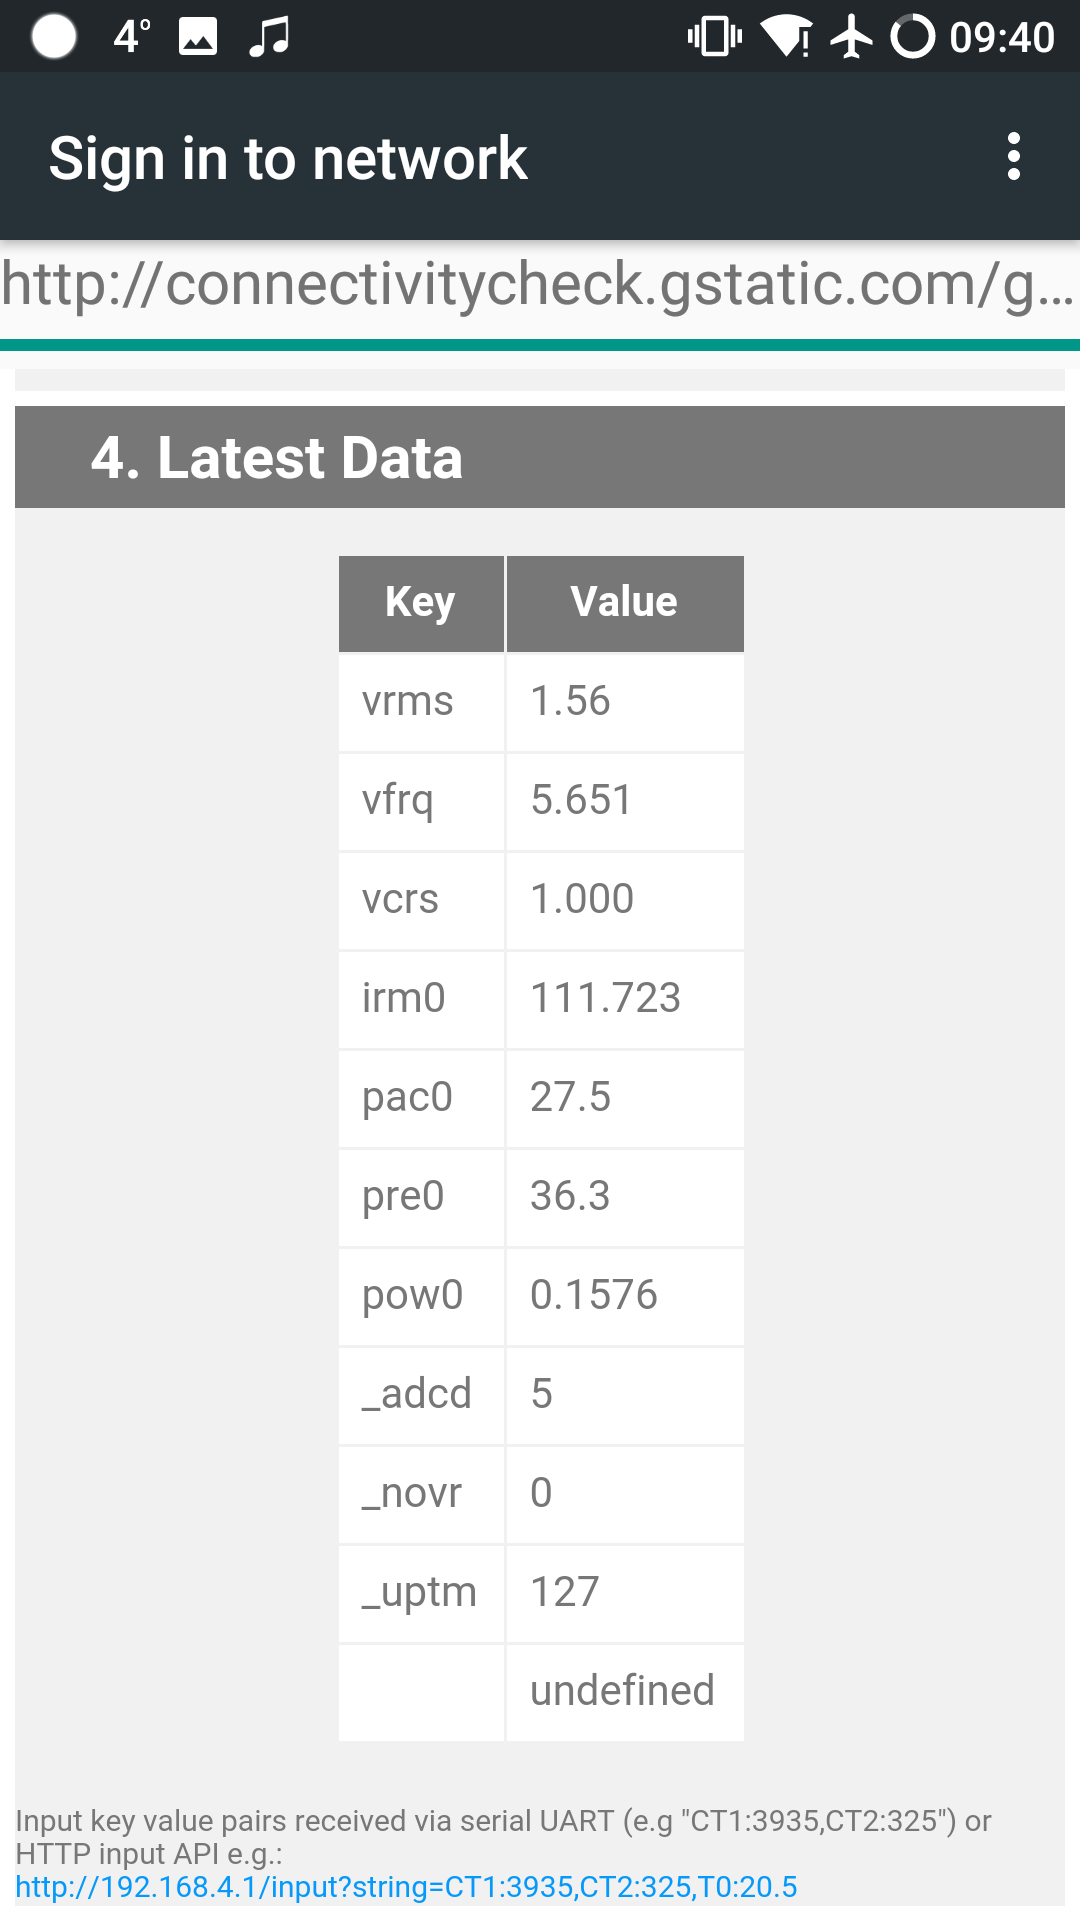 4° 09:40
Sign in to network
http://connectivitycheck.gstatic.com/g...
4. Latest Data
Key Value
vrms 1.56
vfrq 5.651
vcrs 1.000
irm0 111.723
pac0 27.5
pre0 36.3
pow0 0.1576
_adcd 5
_novr 0
_uptm 127
undefined
Input key value pairs received via serial UART (e.g "CT1:3935,CT2:325") or
HTTP input API e.g.:
http://192.168.4.1/input?string=CT1:3935,CT2:325,T0:20.5